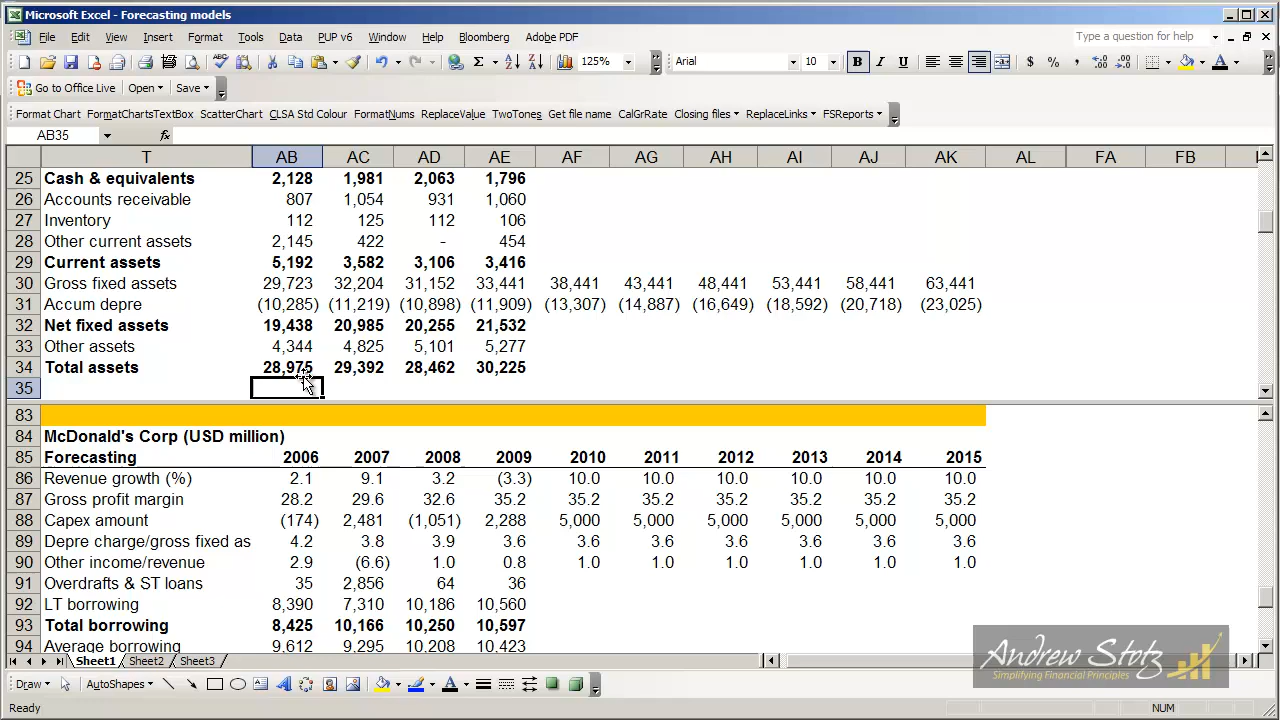 Microsoft Excel - Forecasting models
File Edit View Insert Format Tools Data PUP v6 Window Help Bloomberg Adobe PDF Type a question for help
125% Arial 10 B I U $ % ,
Go to Office Live Open Save
Format Chart FormatChartsTextBox ScatterChart CLSA Std Colour FormatNums ReplaceValue TwoTones Get file name CalGrRate Closing files ReplaceLinks FSReports
AB35 fx
T AB AC AD AE AF AG AH AI AJ AK AL FA FB
25 Cash & equivalents 2,128 1,981 2,063 1,796
26 Accounts receivable 807 1,054 931 1,060
27 Inventory 112 125 112 106
28 Other current assets 2,145 422 - 454
29 Current assets 5,192 3,582 3,106 3,416
30 Gross fixed assets 29,723 32,204 31,152 33,441 38,441 43,441 48,441 53,441 58,441 63,441
31 Accum depre (10,285) (11,219) (10,898) (11,909) (13,307) (14,887) (16,649) (18,592) (20,718) (23,025)
32 Net fixed assets 19,438 20,985 20,255 21,532
33 Other assets 4,344 4,825 5,101 5,277
34 Total assets 28,975 29,392 28,462 30,225
35
83
84 McDonald's Corp (USD million)
85 Forecasting 2006 2007 2008 2009 2010 2011 2012 2013 2014 2015
86 Revenue growth (%) 2.1 9.1 3.2 (3.3) 10.0 10.0 10.0 10.0 10.0 10.0
87 Gross profit margin 28.2 29.6 32.6 35.2 35.2 35.2 35.2 35.2 35.2 35.2
88 Capex amount (174) 2,481 (1,051) 2,288 5,000 5,000 5,000 5,000 5,000 5,000
89 Depre charge/gross fixed as 4.2 3.8 3.9 3.6 3.6 3.6 3.6 3.6 3.6 3.6
90 Other income/revenue 2.9 (6.6) 1.0 0.8 1.0 1.0 1.0 1.0 1.0 1.0
91 Overdrafts & ST loans 35 2,856 64 36
92 LT borrowing 8,390 7,310 10,186 10,560
93 Total borrowing 8,425 10,166 10,250 10,597
94 Average borrowing 9,612 9,295 10,208 10,423
Andrew Stotz
Simplifying Financial Principles
Sheet1 Sheet2 Sheet3
Draw AutoShapes
Ready NUM